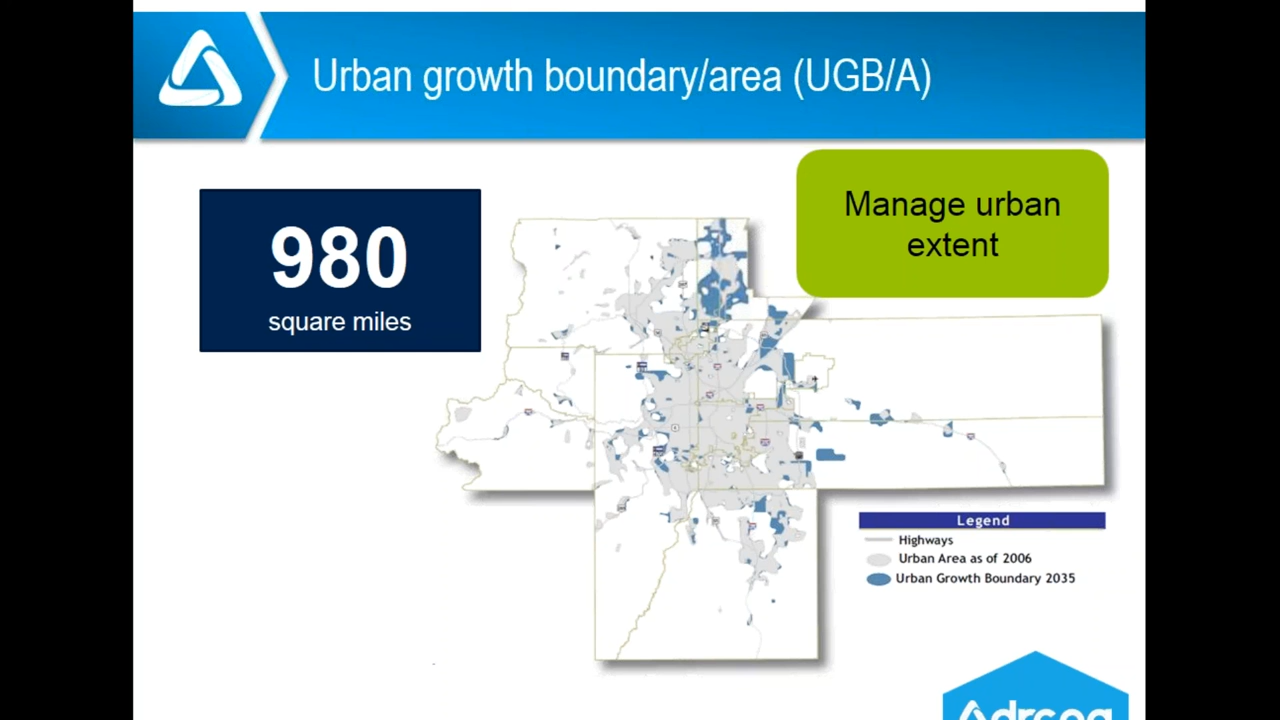 Urban growth boundary/area (UGB/A)
980
square miles
Manage urban
extent
Legend
Highways
Urban Area as of 2006
Urban Growth Boundary 2035
drcog